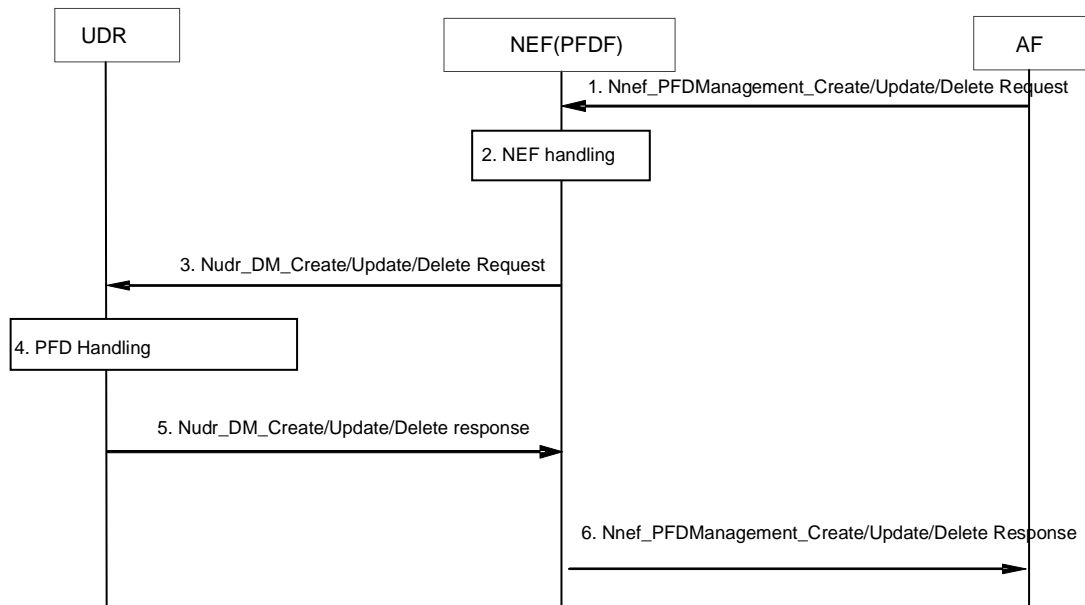 UDR
NEF(PFDF)
AF
1. Nnef_PFDManagement_Create/Update/Delete Request
2. NEF handling
3. Nudr_DM_Create/Update/Delete Request
4. PFD Handling
5. Nudr_DM_Create/Update/Delete response
6. Nnef_PFDManagement_Create/Update/Delete Response